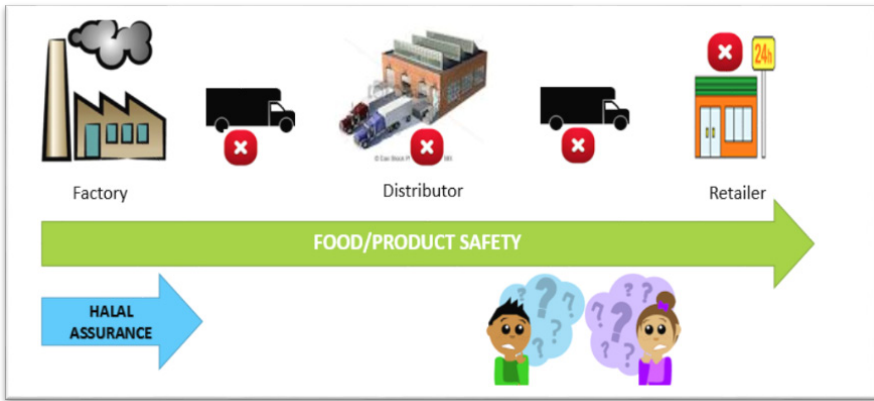 24h
Factory
Distributor
Retailer
FOOD/PRODUCT SAFETY
HALAL
ASSURANCE